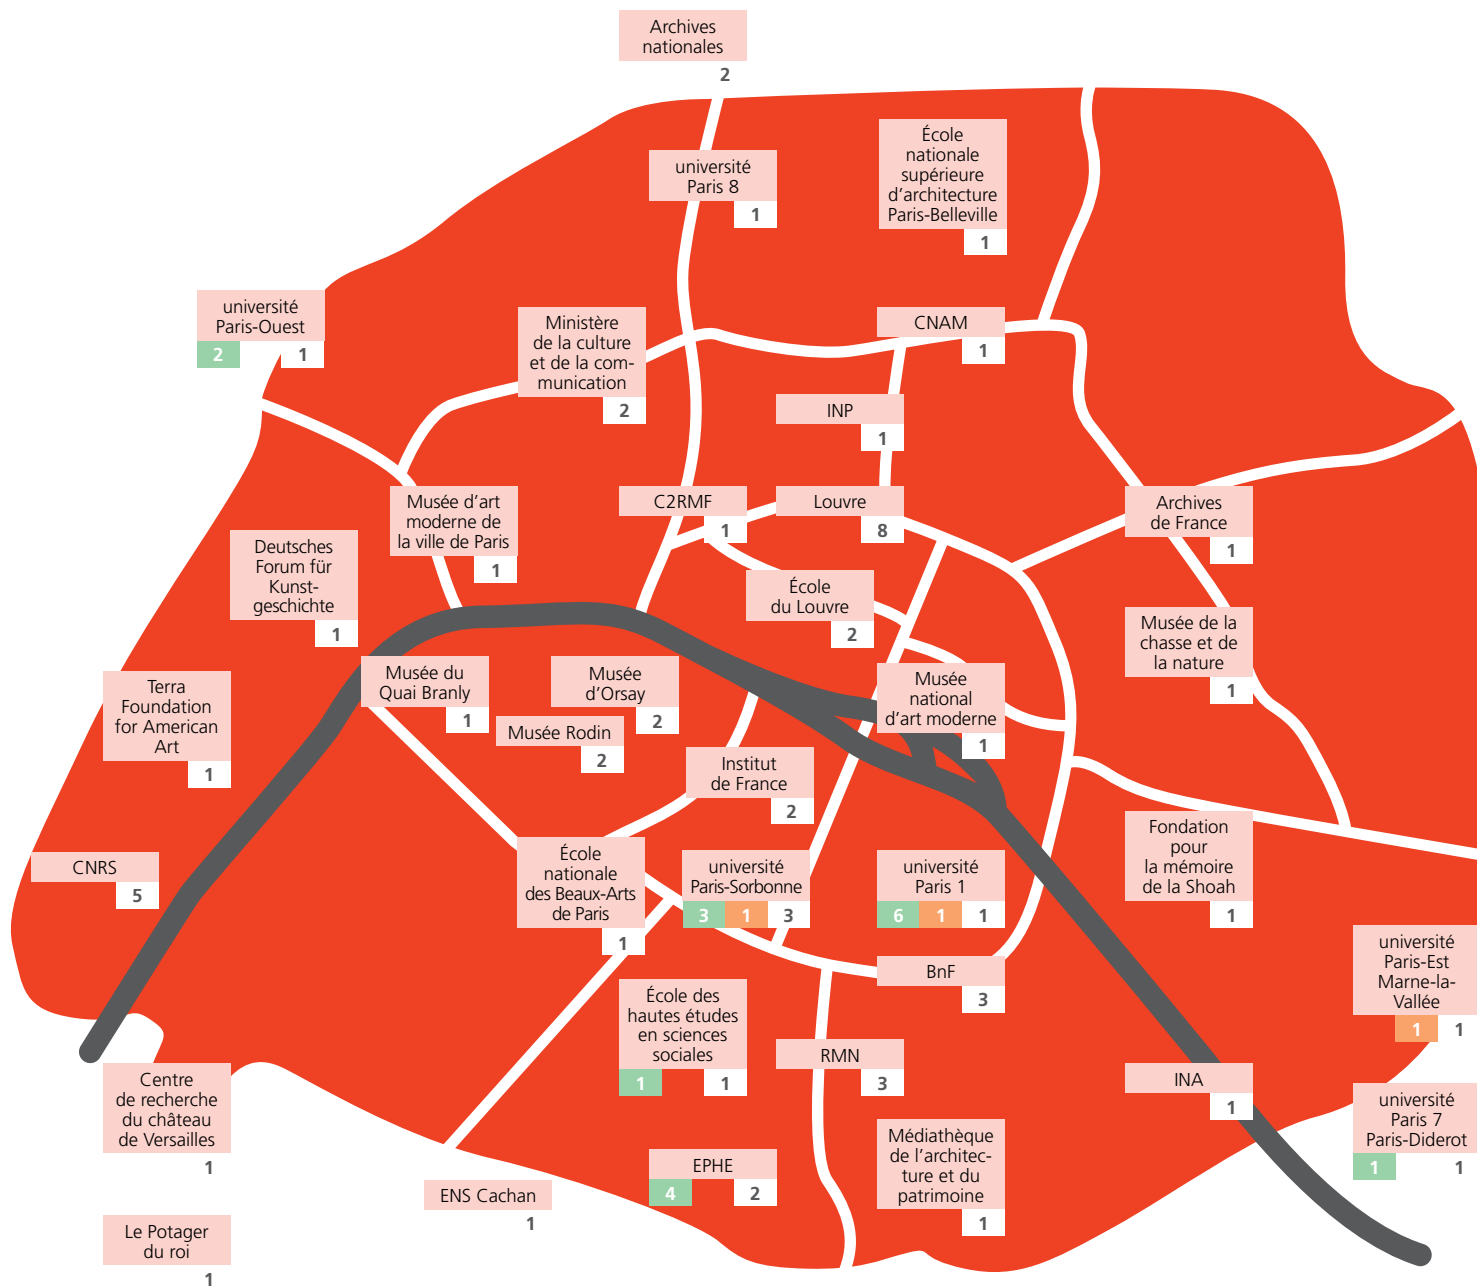 Archives
nationales
2
université
Paris 8
1
École
nationale
supérieure
d’architecture
Paris-Belleville
1
université
Paris-Ouest
2 1
Ministère
de la culture
et de la com-
munication
2
CNAM
1
INP
1
Musée d’art
moderne de
la ville de Paris
1
C2RMF
1
Louvre
8
Archives
de France
1
Deutsches
Forum für
Kunst-
geschichte
1
École
du Louvre
2
Musée de la
chasse et de
la nature
1
Terra
Foundation
for American
Art
1
Musée du
Quai Branly
1
Musée
d’Orsay
2
Musée Rodin
2
Musée
national
d’art moderne
1
Institut
de France
2
CNRS
5
École
nationale
des Beaux-Arts
de Paris
1
université
Paris-Sorbonne
3 1 3
université
Paris 1
6 1 1
Fondation
pour
la mémoire
de la Shoah
1
BnF
3
université
Paris-Est
Marne-la-
Vallée
1 1
École des
hautes études
en sciences
sociales
1 1
RMN
3
INA
1
Centre
de recherche
du château
de Versailles
1
université
Paris 7
Paris-Diderot
1 1
Médiathèque
de l’architec-
ture et du
patrimoine
1
EPHE
4 2
ENS Cachan
1
Le Potager
du roi
1